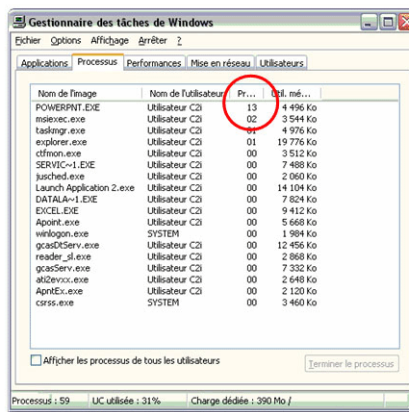 Gestionnaire des tâches de Windows
Fichier Options Affichage Arrêter ?
Applications Processus Performances Mise en réseau Utilisateurs
Nom de l'image Nom de l'utilisateur Pr... Util. mé...
POWERPNT.EXE Utilisateur C2i 13 4 496 Ko
msiexec.exe Utilisateur C2i 02 3 544 Ko
taskmgr.exe Utilisateur C2i 01 4 976 Ko
explorer.exe Utilisateur C2i 01 19 776 Ko
ctfmon.exe Utilisateur C2i 00 3 512 Ko
SERVIC~1.EXE Utilisateur C2i 00 7 488 Ko
jusched.exe Utilisateur C2i 00 2 060 Ko
Launch Application 2.exe Utilisateur C2i 00 14 104 Ko
DATALA~1.EXE Utilisateur C2i 00 7 824 Ko
EXCEL.EXE Utilisateur C2i 00 9 412 Ko
Apoint.exe Utilisateur C2i 00 5 668 Ko
winlogon.exe SYSTEM 00 1 984 Ko
gcasDtServ.exe Utilisateur C2i 00 12 456 Ko
reader_sl.exe Utilisateur C2i 00 2 868 Ko
gcasServ.exe Utilisateur C2i 00 7 332 Ko
ati2evxx.exe Utilisateur C2i 00 2 648 Ko
ApntEx.exe Utilisateur C2i 00 2 120 Ko
csrss.exe SYSTEM 00 3 460 Ko
Afficher les processus de tous les utilisateurs
Terminer le processus
Processus : 59 UC utilisée : 31% Charge dédiée : 390 Mo /